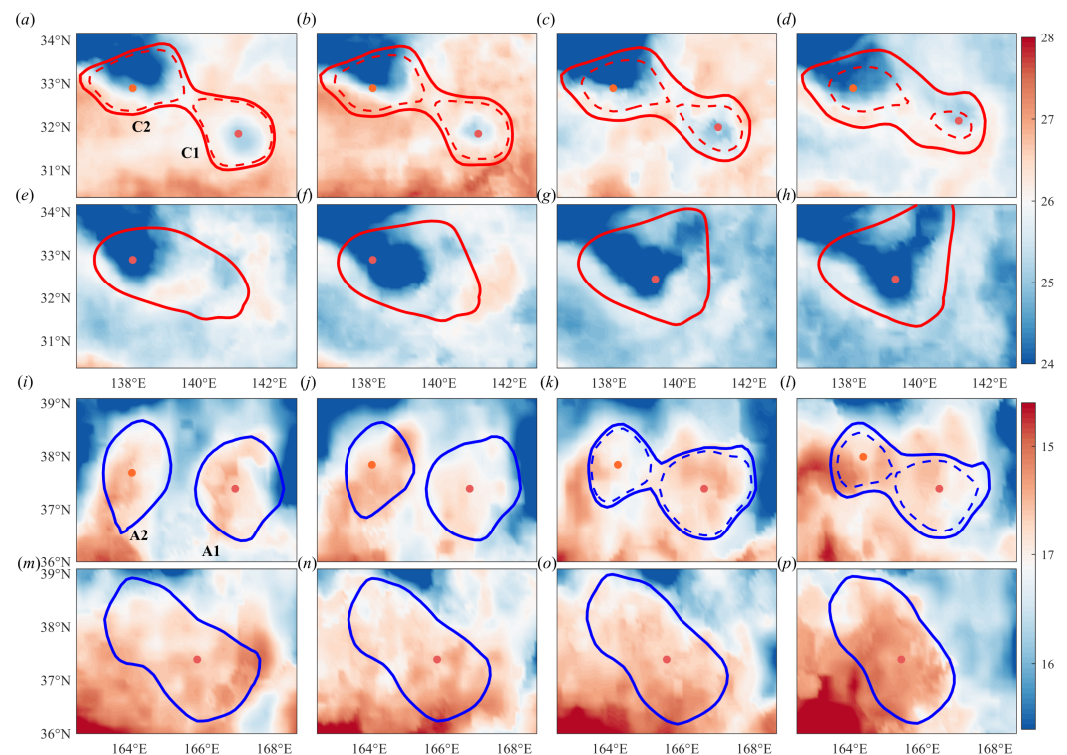 (a) (b) (c) (d)
34°N 28
33°N
C2 27
32°N
C1
31°N
(e) (f) (g) (h) 26
34°N
33°N
25
32°N
31°N
24
138°E 140°E 142°E 138°E 140°E 142°E 138°E 140°E 142°E 138°E 140°E 142°E
(i) (j) (k) (l)
39°N
15
38°N
37°N
A2
A1
36°N 17
(m) (n) (o) (p)
39°N
38°N
16
37°N
36°N
164°E 166°E 168°E 164°E 166°E 168°E 164°E 166°E 168°E 164°E 166°E 168°E